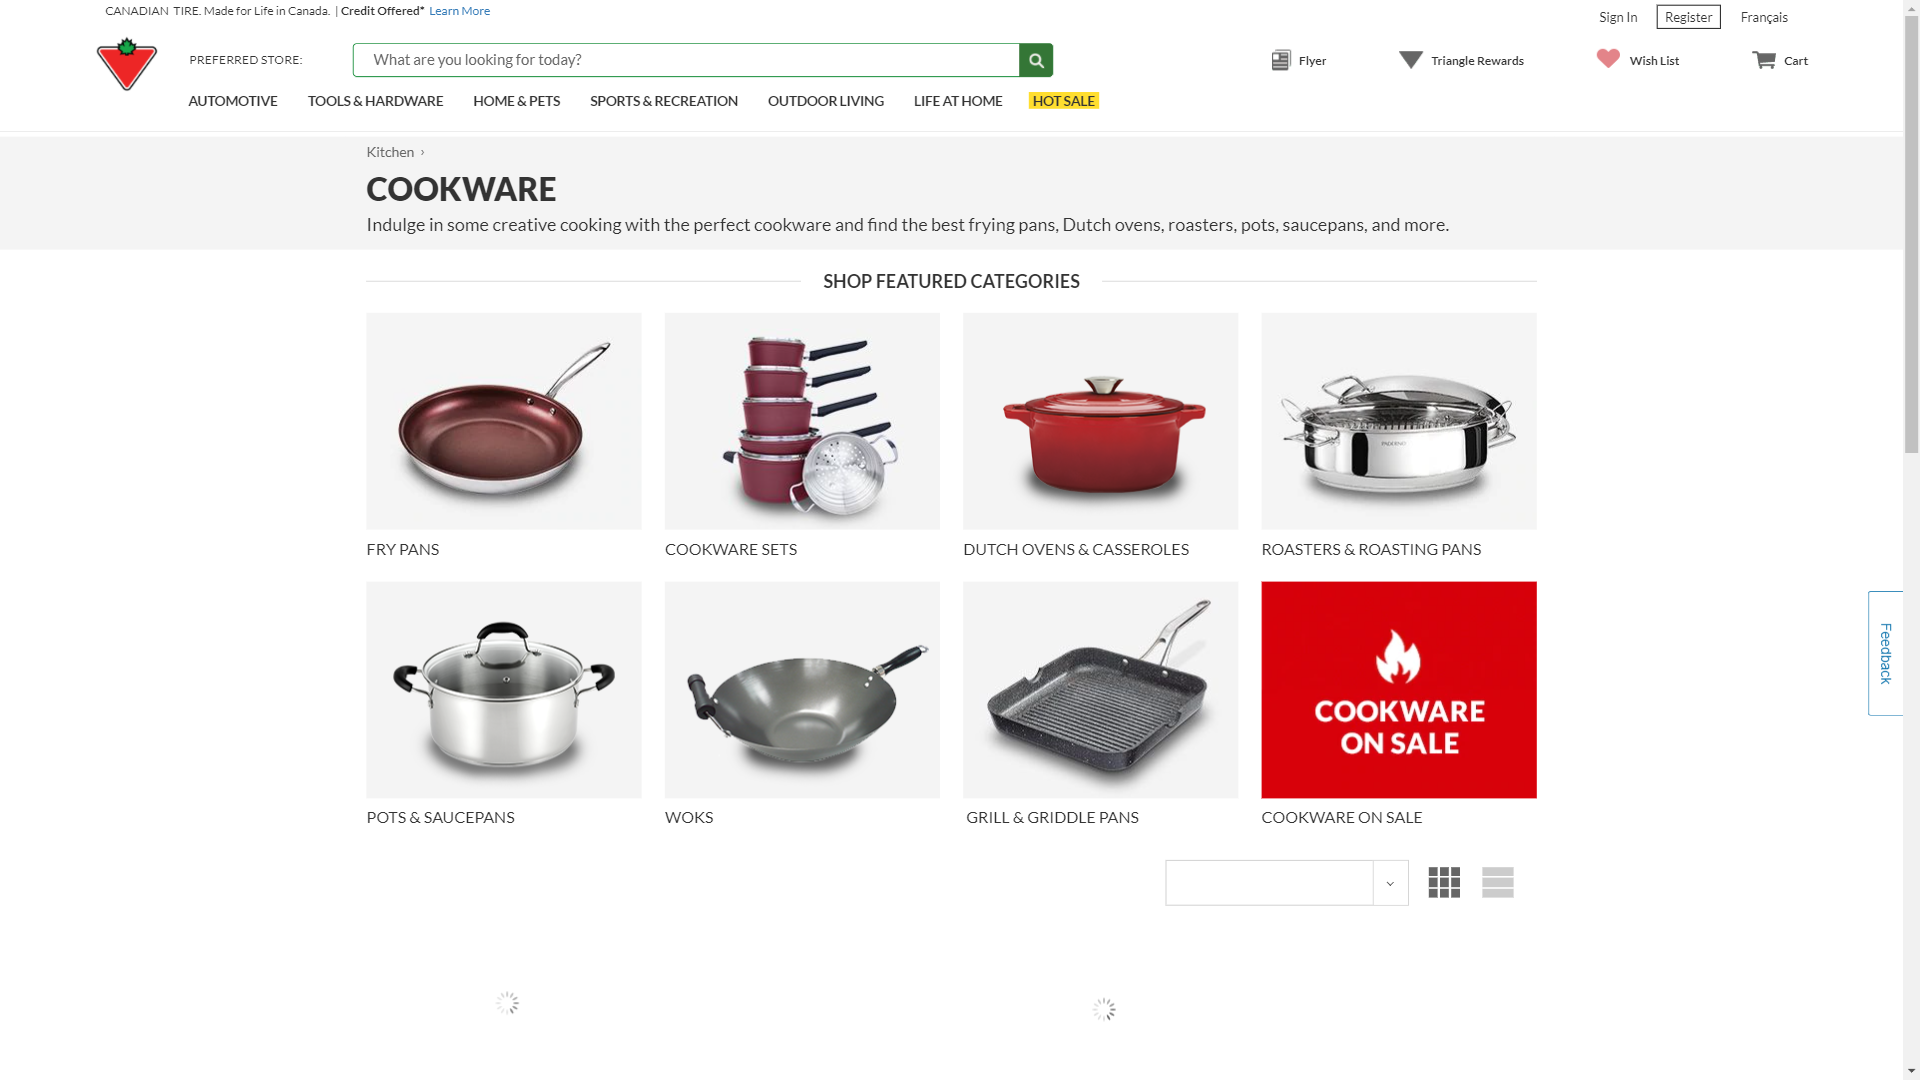 CANADIAN TIRE. Made for Life in Canada. | Credit Offered* Learn More
Sign In
Register
Français
PREFERRED STORE:
What are you looking for today?
Flyer
Triangle Rewards
Wish List
Cart
AUTOMOTIVE
TOOLS & HARDWARE
HOME & PETS
SPORTS & RECREATION
OUTDOOR LIVING
LIFE AT HOME
HOT SALE
Kitchen ›
COOKWARE
Indulge in some creative cooking with the perfect cookware and find the best frying pans, Dutch ovens, roasters, pots, saucepans, and more.
SHOP FEATURED CATEGORIES
PADERNO
FRY PANS
COOKWARE SETS
DUTCH OVENS & CASSEROLES
ROASTERS & ROASTING PANS
COOKWARE
ON SALE
POTS & SAUCEPANS
WOKS
GRILL & GRIDDLE PANS
COOKWARE ON SALE
Feedback